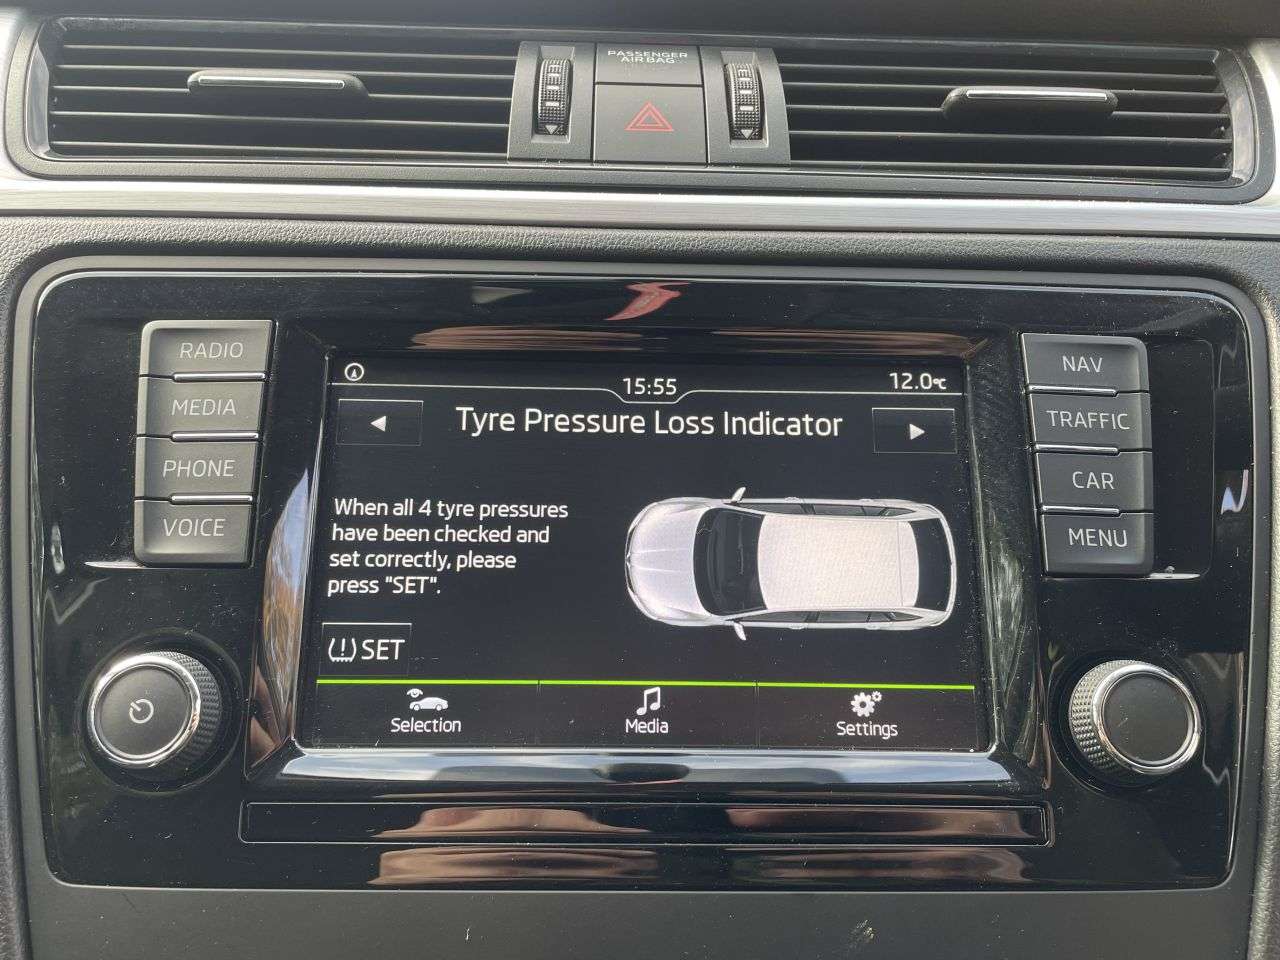 PASSENGER
AIR BAG
RADIO
MEDIA
PHONE
VOICE
NAV
TRAFFIC
CAR
MENU
15:55
12.0°C
Tyre Pressure Loss Indicator
When all 4 tyre pressures
have been checked and
set correctly, please
press "SET".
SET
Selection
Media
Settings